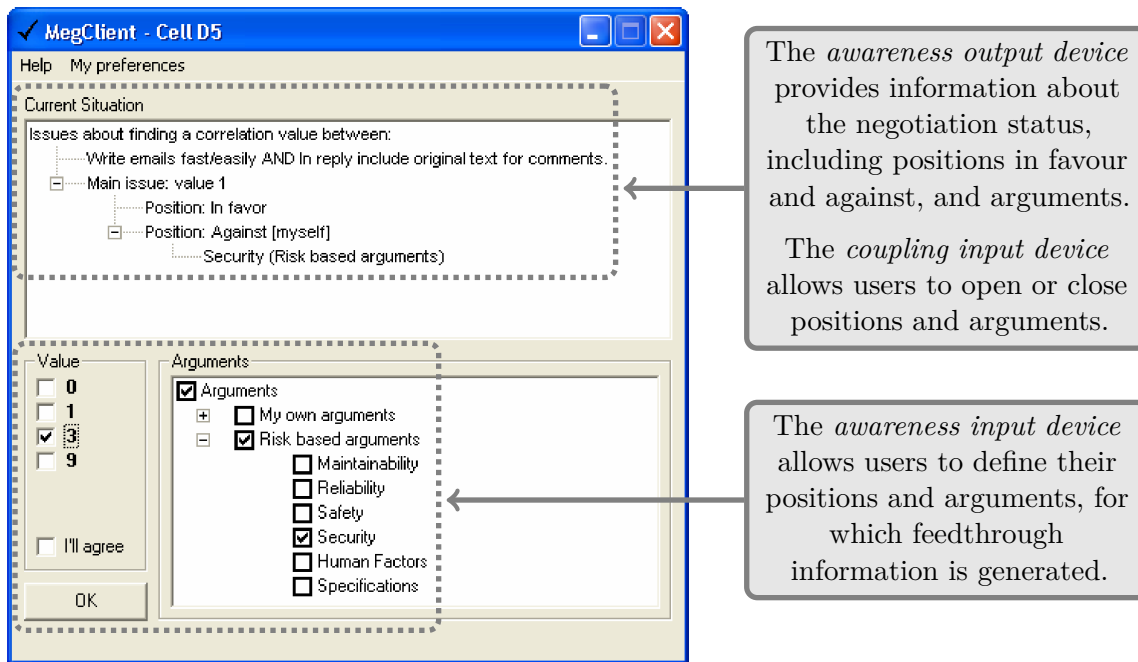 MegClient - Cell D5
Help My preferences
Current Situation
Issues about finding a correlation value between:
Write emails fast/easily AND In reply include original text for comments.
Main issue: value 1
Position: In favor
Position: Against [myself]
Security (Risk based arguments)
Value
0
1
3
9
I'll agree
OK
Arguments
Arguments
My own arguments
Risk based arguments
Maintainability
Reliability
Safety
Security
Human Factors
Specifications
The awareness output device
provides information about
the negotiation status,
including positions in favour
and against, and arguments.
The coupling input device
allows users to open or close
positions and arguments.
The awareness input device
allows users to define their
positions and arguments, for
which feedthrough
information is generated.